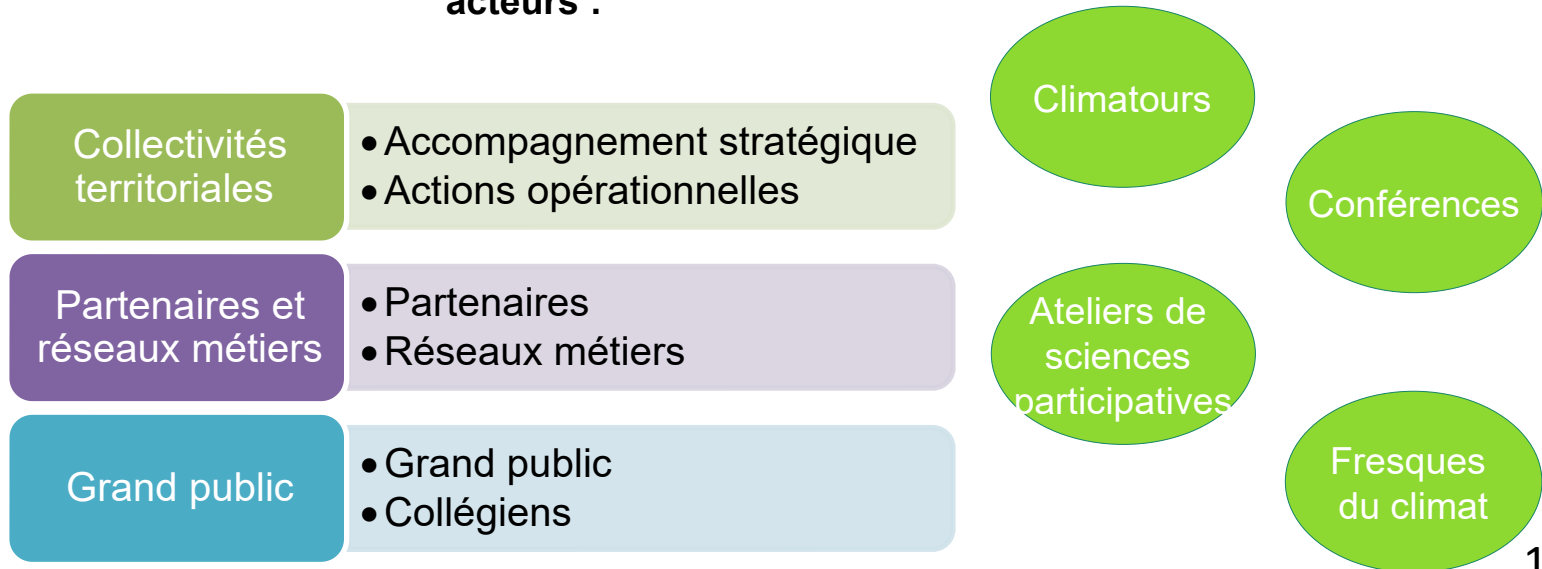 acteurs :
Collectivités
territoriales
• Accompagnement stratégique
• Actions opérationnelles
Partenaires et
réseaux métiers
• Partenaires
• Réseaux métiers
Grand public
• Grand public
• Collégiens
Climatours
Conférences
Ateliers de
sciences
participatives
Fresques
du climat
1